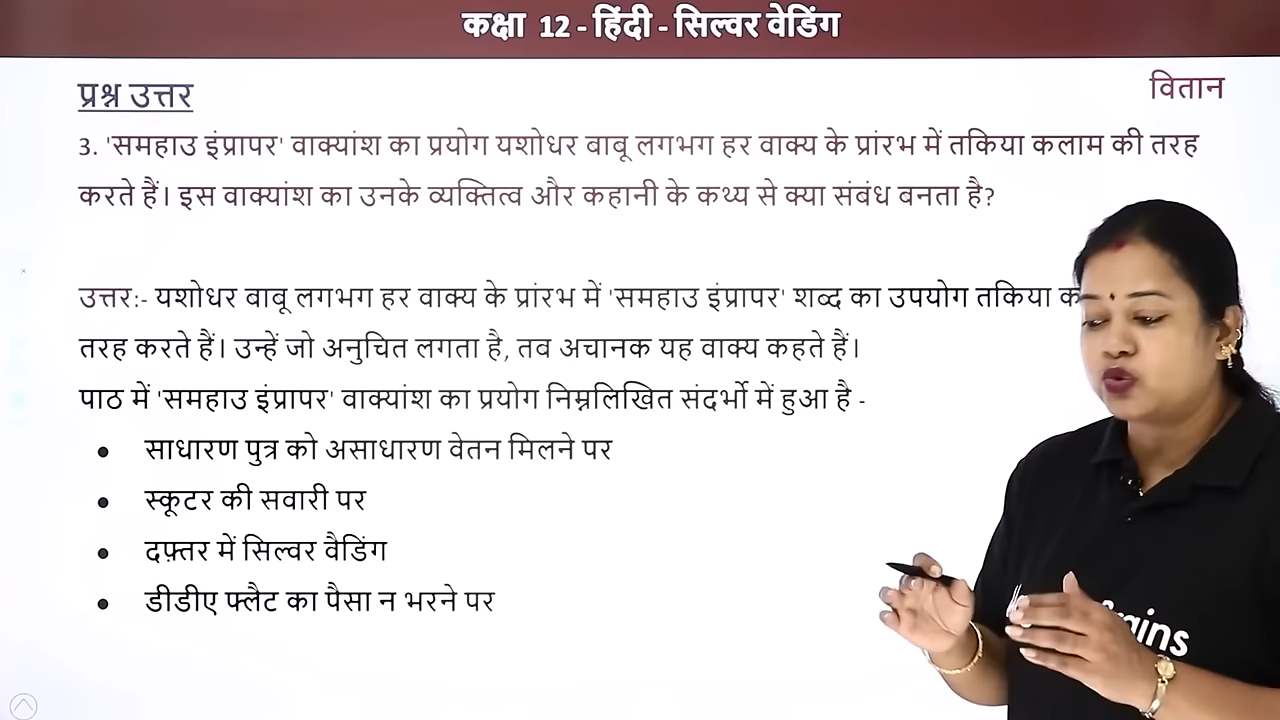 कक्षा 12 - हिंदी - सिल्वर वेडिंग
प्रश्न उत्तर
वितान
3. 'समहाउ इंप्रापर' वाक्यांश का प्रयोग यशोधर बाबू लगभग हर वाक्य के प्रांरभ में तकिया कलाम की तरह
करते हैं। इस वाक्यांश का उनके व्यक्तित्व और कहानी के कथ्य से क्या संबंध बनता है?
उत्तर:- यशोधर बाबू लगभग हर वाक्य के प्रांरभ में 'समहाउ इंप्रापर' शब्द का उपयोग तकिया क
तरह करते हैं। उन्हें जो अनुचित लगता है, तब अचानक यह वाक्य कहते हैं।
पाठ में 'समहाउ इंप्रापर' वाक्यांश का प्रयोग निम्नलिखित संदर्भो में हुआ है -
• साधारण पुत्र को असाधारण वेतन मिलने पर
• स्कूटर की सवारी पर
• दफ़्तर में सिल्वर वैडिंग
• डीडीए फ्लैट का पैसा न भरने पर